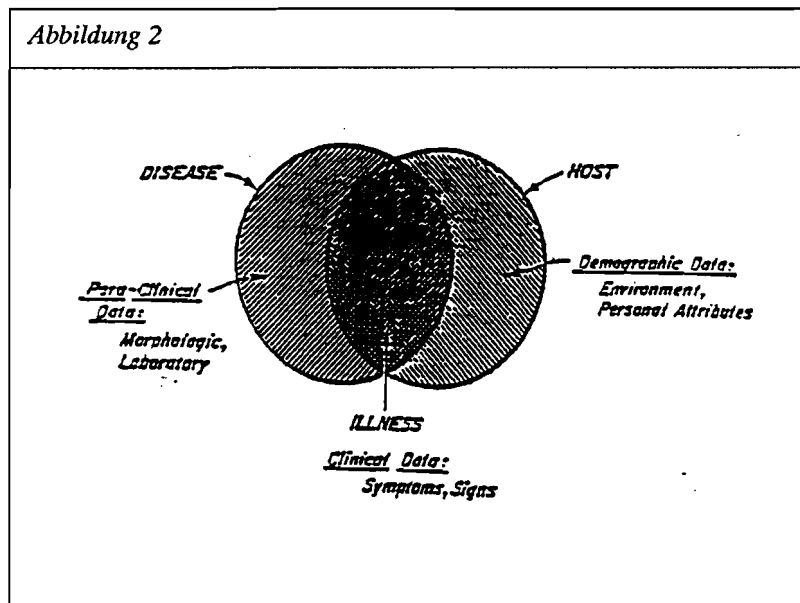 Abbildung 2
DISEASE
HOST
Para-Clinical
Data:
Morphologic,
Laboratory
Demographic Data:
Environment,
Personal Attributes
ILLNESS
Clinical Data:
Symptoms, Signs